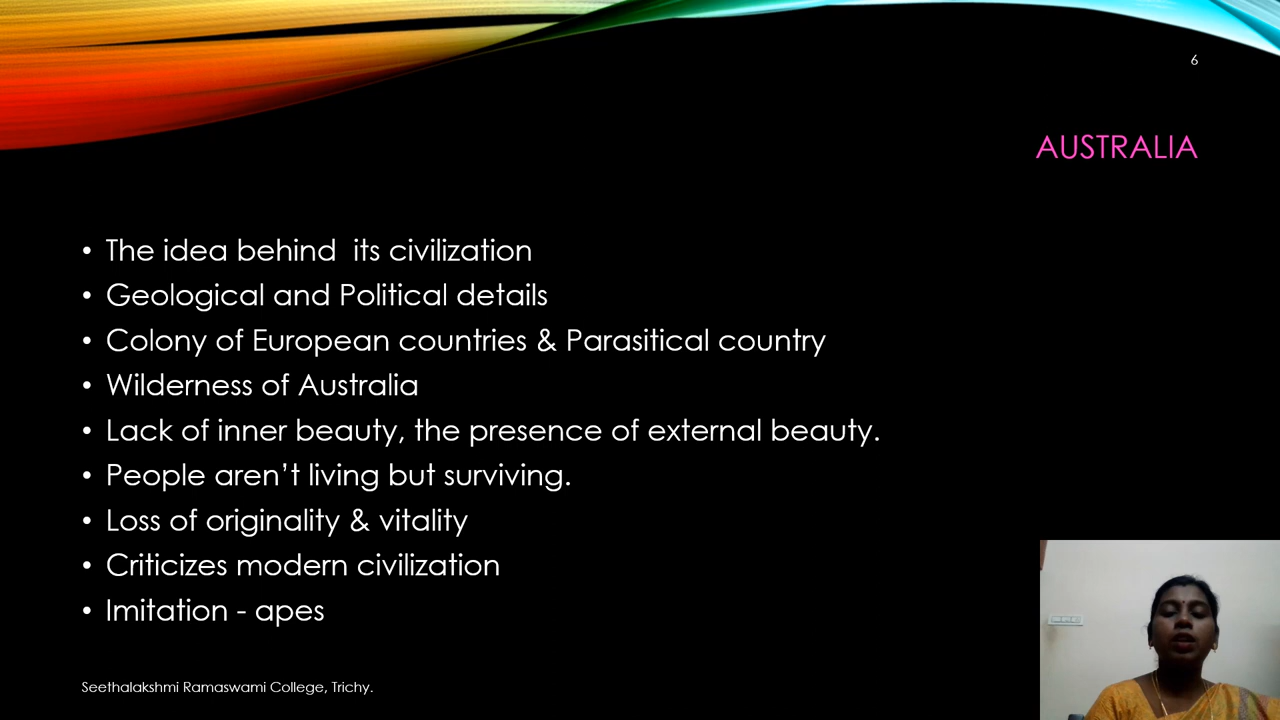 6
AUSTRALIA
• The idea behind  its civilization
• Geological and Political details
• Colony of European countries & Parasitical country
• Wilderness of Australia
• Lack of inner beauty, the presence of external beauty.
• People aren’t living but surviving.
• Loss of originality & vitality
• Criticizes modern civilization
• Imitation - apes
Seethalakshmi Ramaswami College, Trichy.